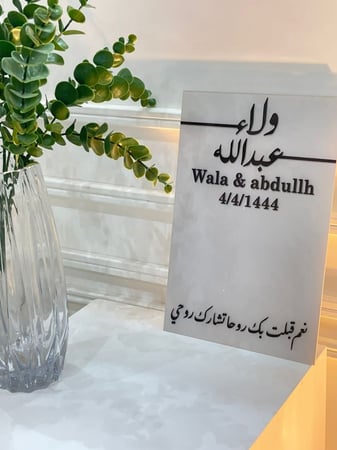 ولاء
عبدالله
Wala & abdullh
4/4/1444
نعم قبلت بك روحا تشارك روحي